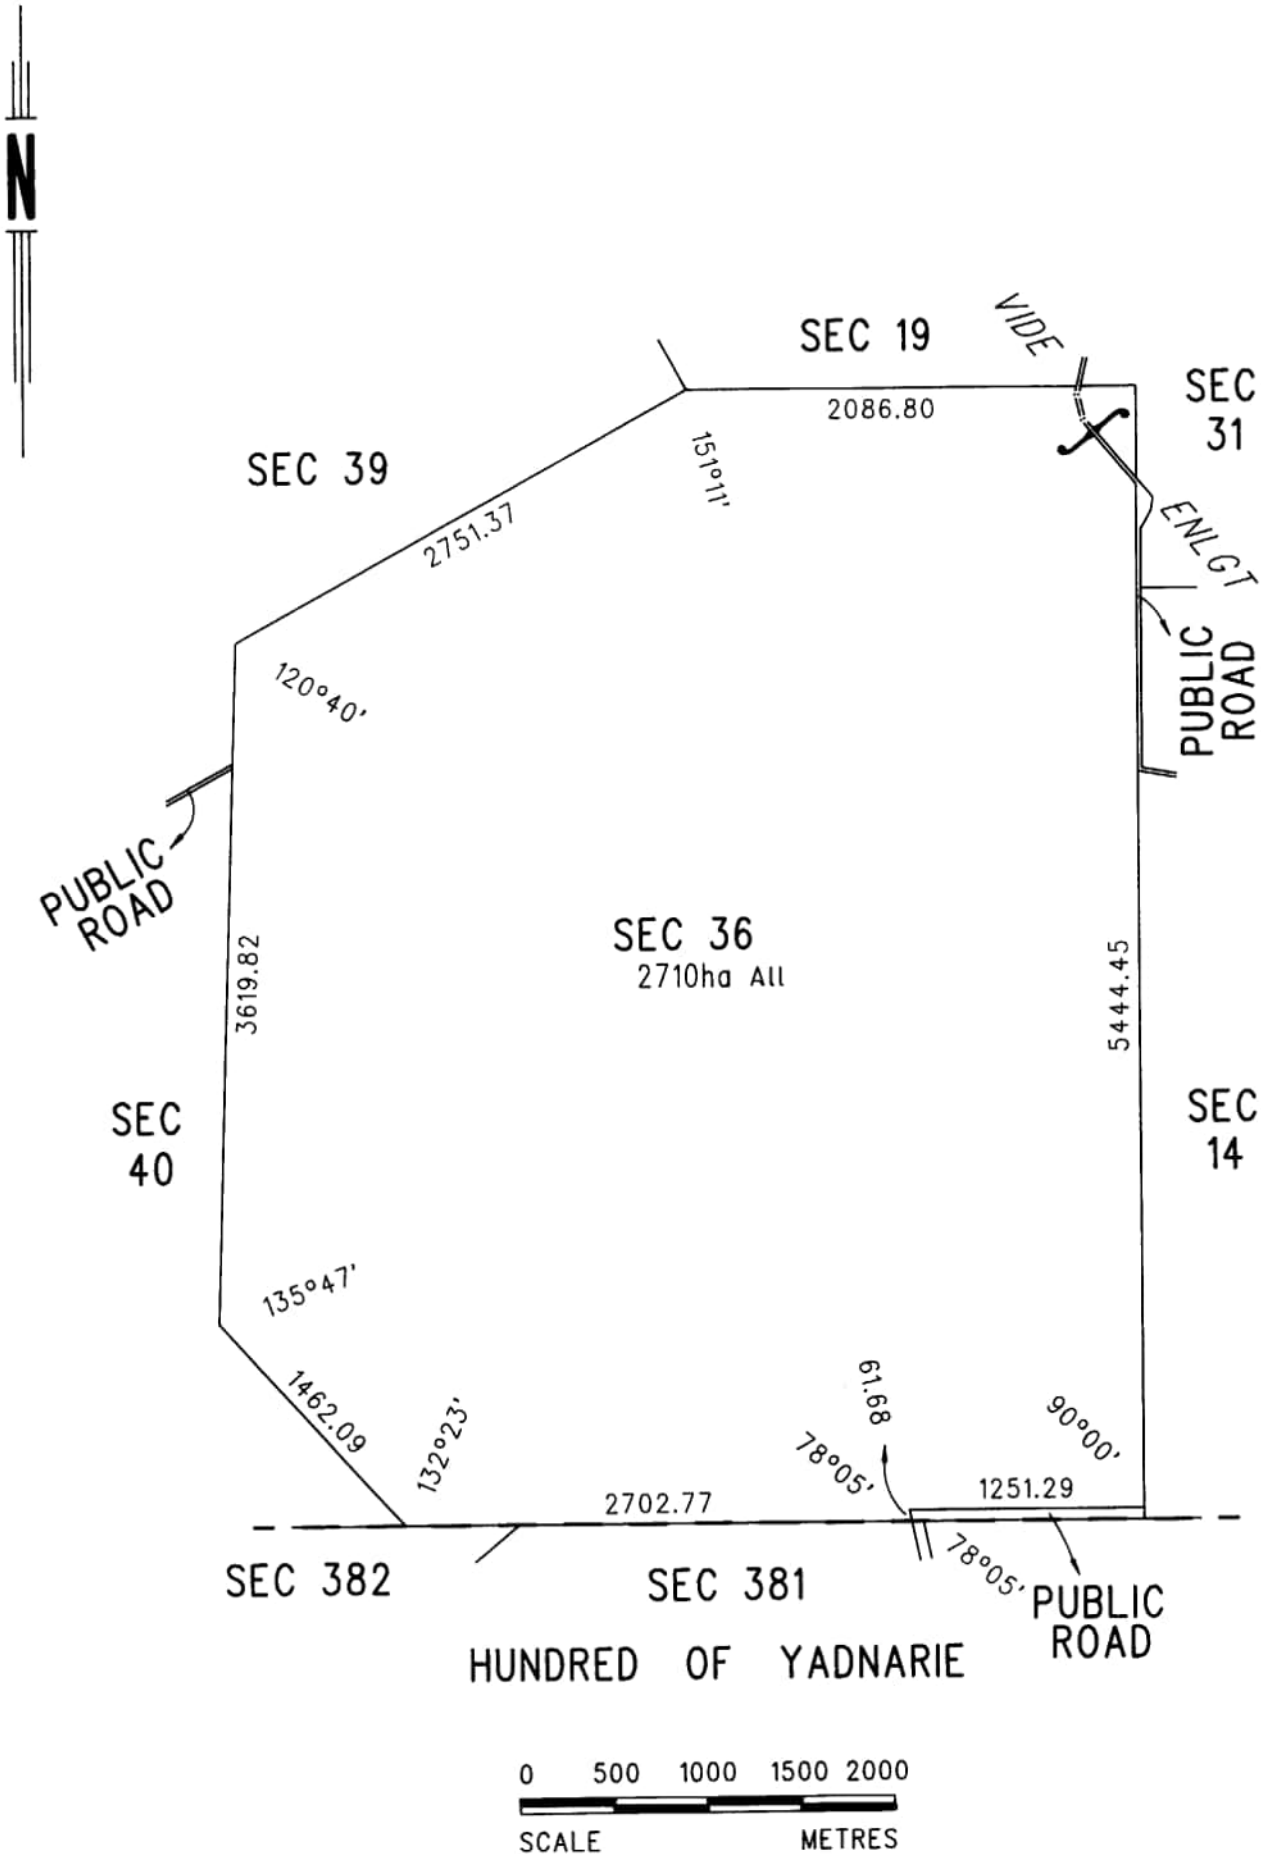 N
SEC 19
VIDE
SEC
31
2086.80
151°11'
SEC 39
2751.37
ENLGT
PUBLIC
ROAD
120°40'
PUBLIC
ROAD
SEC 36
2710ha All
3619.82
5444.45
SEC
40
SEC
14
135°47'
1462.09
132°23'
61.68
78°05'
90°00'
2702.77
1251.29
78°05'
SEC 382
SEC 381
PUBLIC
ROAD
HUNDRED OF YADNARIE
0 500 1000 1500 2000
SCALE METRES